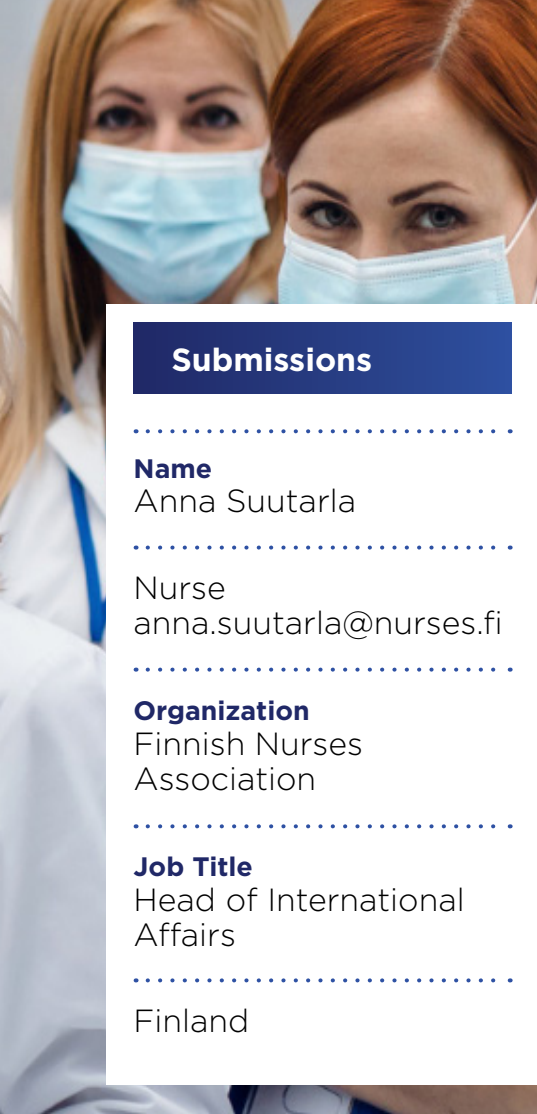 Submissions
Name
Anna Suutarla
Nurse
anna.suutarla@nurses.fi
Organization
Finnish Nurses
Association
Job Title
Head of International
Affairs
Finland